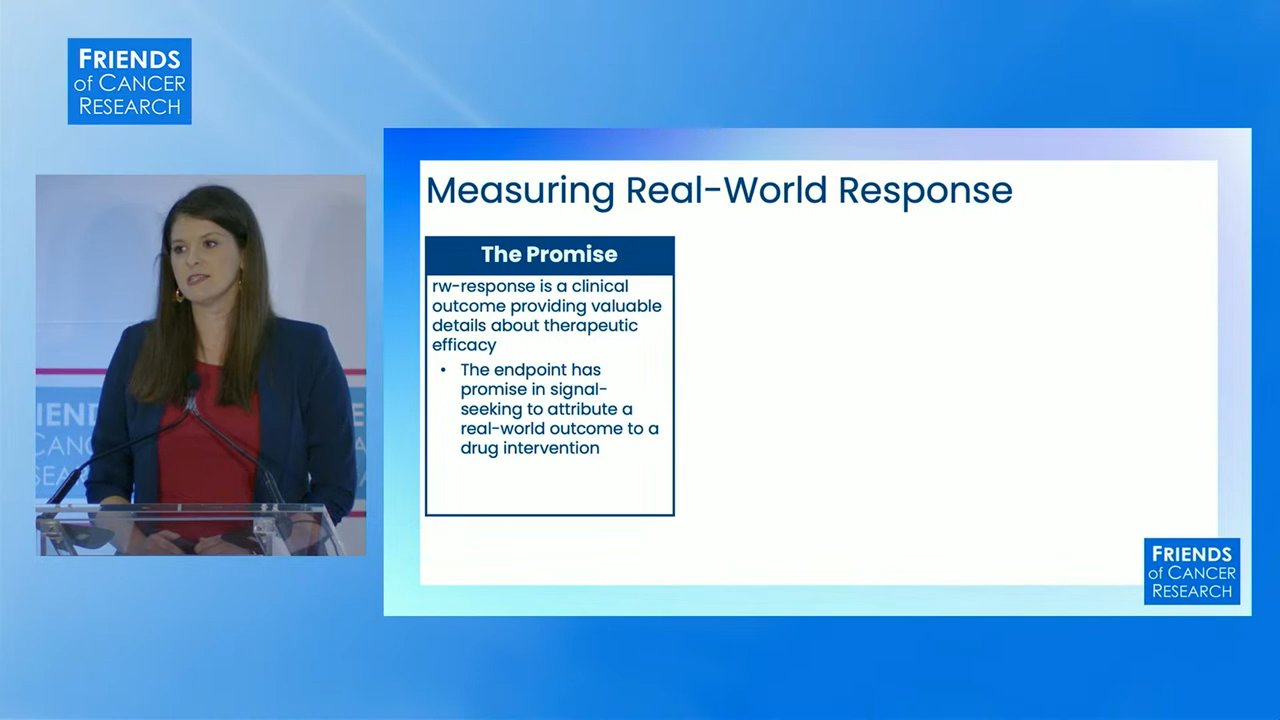 FRIENDS
of CANCER
RESEARCH
Measuring Real-World Response
The Promise
rw-response is a clinical
outcome providing valuable
details about therapeutic
efficacy
• The endpoint has
promise in signal-
seeking to attribute a
real-world outcome to a
drug intervention
FRIENDS
of CANCER
RESEARCH